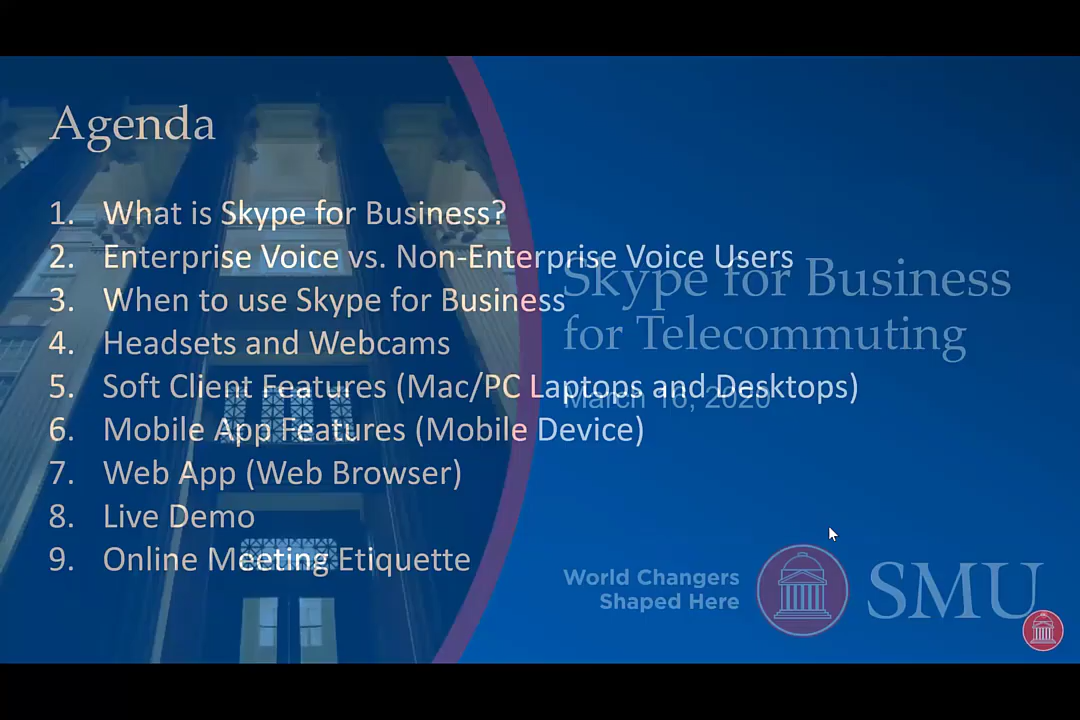 Agenda
1. What is Skype for Business?
2. Enterprise Voice vs. Non-Enterprise Voice Users
3. When to use Skype for Business
4. Headsets and Webcams
5. Soft Client Features (Mac/PC Laptops and Desktops)
6. Mobile App Features (Mobile Device)
7. Web App (Web Browser)
8. Live Demo
9. Online Meeting Etiquette
Skype for Business
for Telecommuting
March 16, 2020
World Changers
Shaped Here
SMU